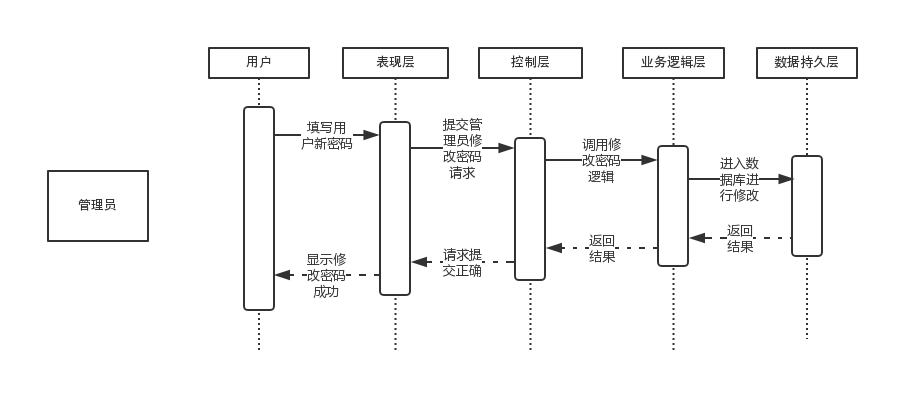 用户
表现层
控制层
业务逻辑层
数据持久层
管理员
填写用
户新密码
提交管
理员修
改密码
请求
调用修
改密码
逻辑
进入数
据库进
行修改
返回
结果
返回
结果
请求提
交正确
显示修
改密码
成功